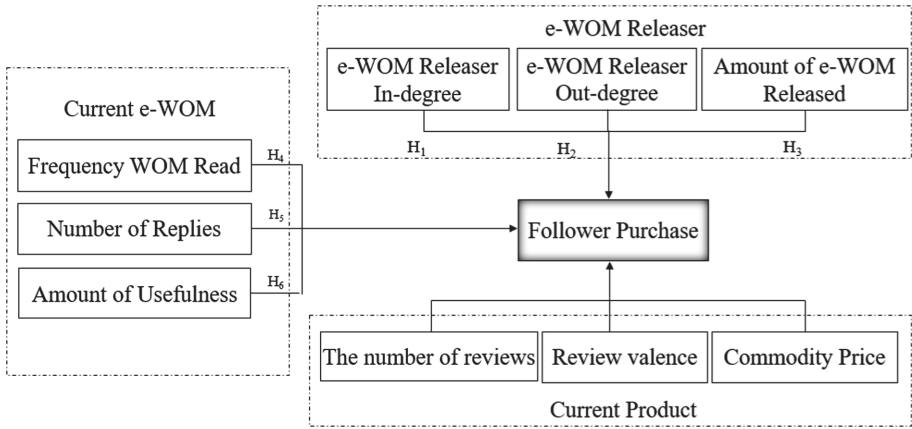 e-WOM Releaser
e-WOM Releaser
In-degree
e-WOM Releaser
Out-degree
Amount of e-WOM
Released
H1
H2
H3
Current e-WOM
Frequency WOM Read
H4
Number of Replies
H5
Amount of Usefulness
H6
Follower Purchase
The number of reviews
Review valence
Commodity Price
Current Product